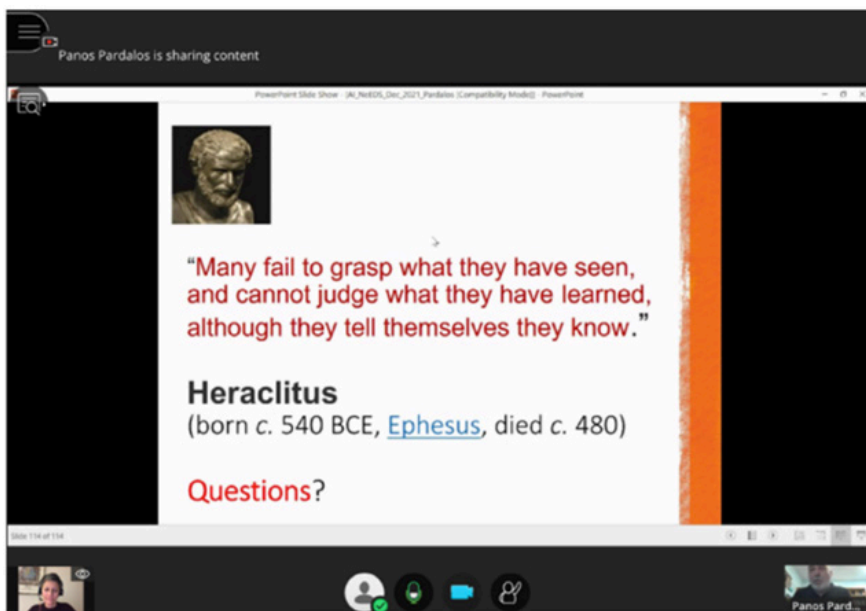 Panos Pardalos is sharing content
PowerPoint Slide Show - [AI_NeEDS_Dec_2021_Pardalos [Compatibility Mode]] - PowerPoint
“Many fail to grasp what they have seen,
and cannot judge what they have learned,
although they tell themselves they know.”
Heraclitus
(born c. 540 BCE, Ephesus, died c. 480)
Questions?
Slide 114 of 114
Panos Pard...